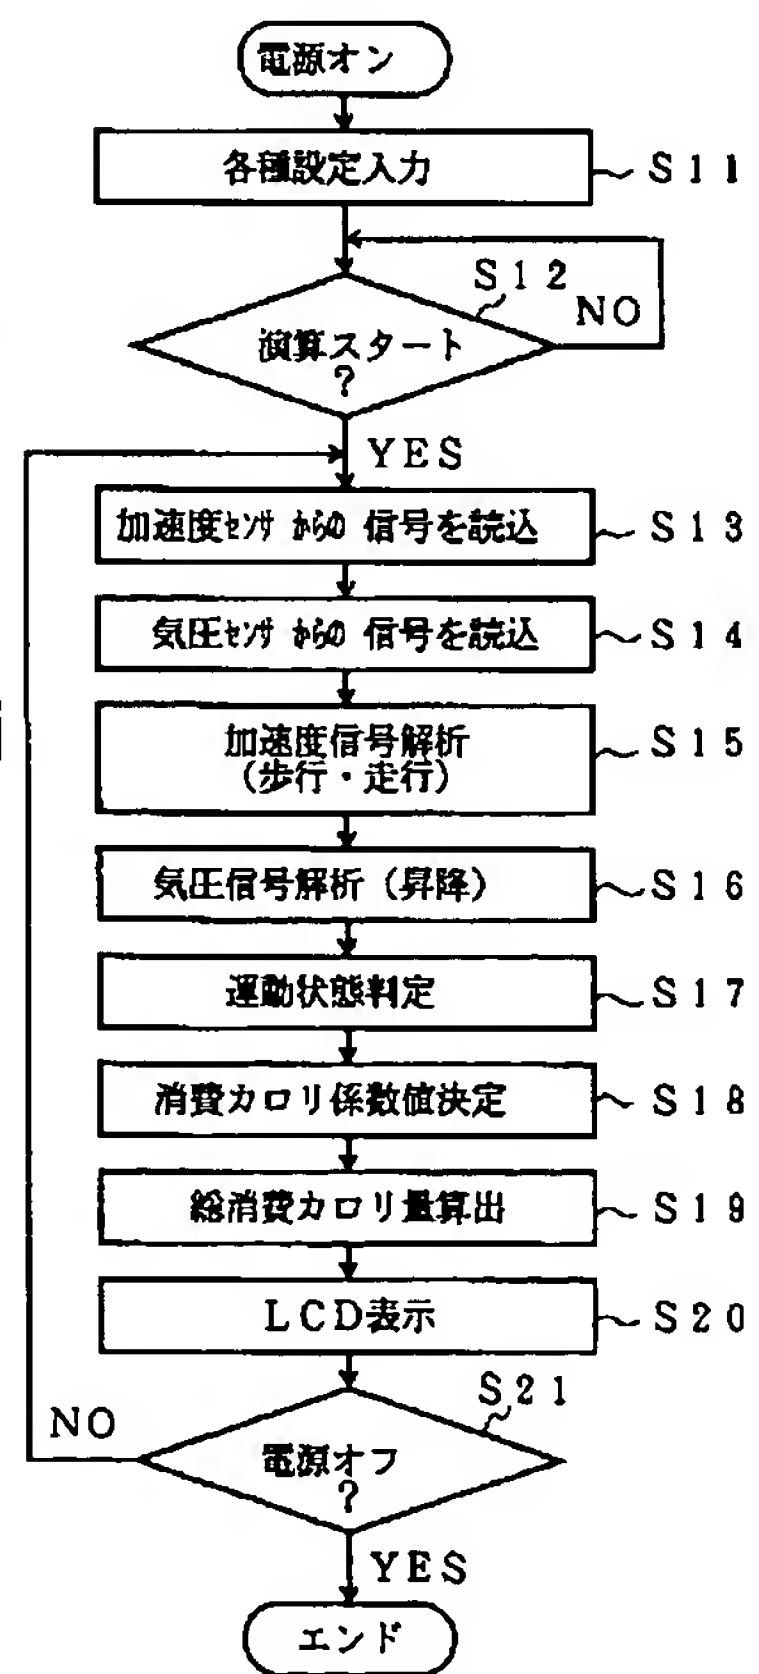 電源オン
各種設定入力 S11
S12
NO
演算スタート
?
YES
加速度センサからの信号を読込 S13
気圧センサからの信号を読込 S14
加速度信号解析 S15
(歩行・走行)
気圧信号解析(昇降) S16
運動状態判定 S17
消費カロリ係数値決定 S18
総消費カロリ量算出 S19
LCD表示 S20
S21
NO
電源オフ
?
YES
エンド